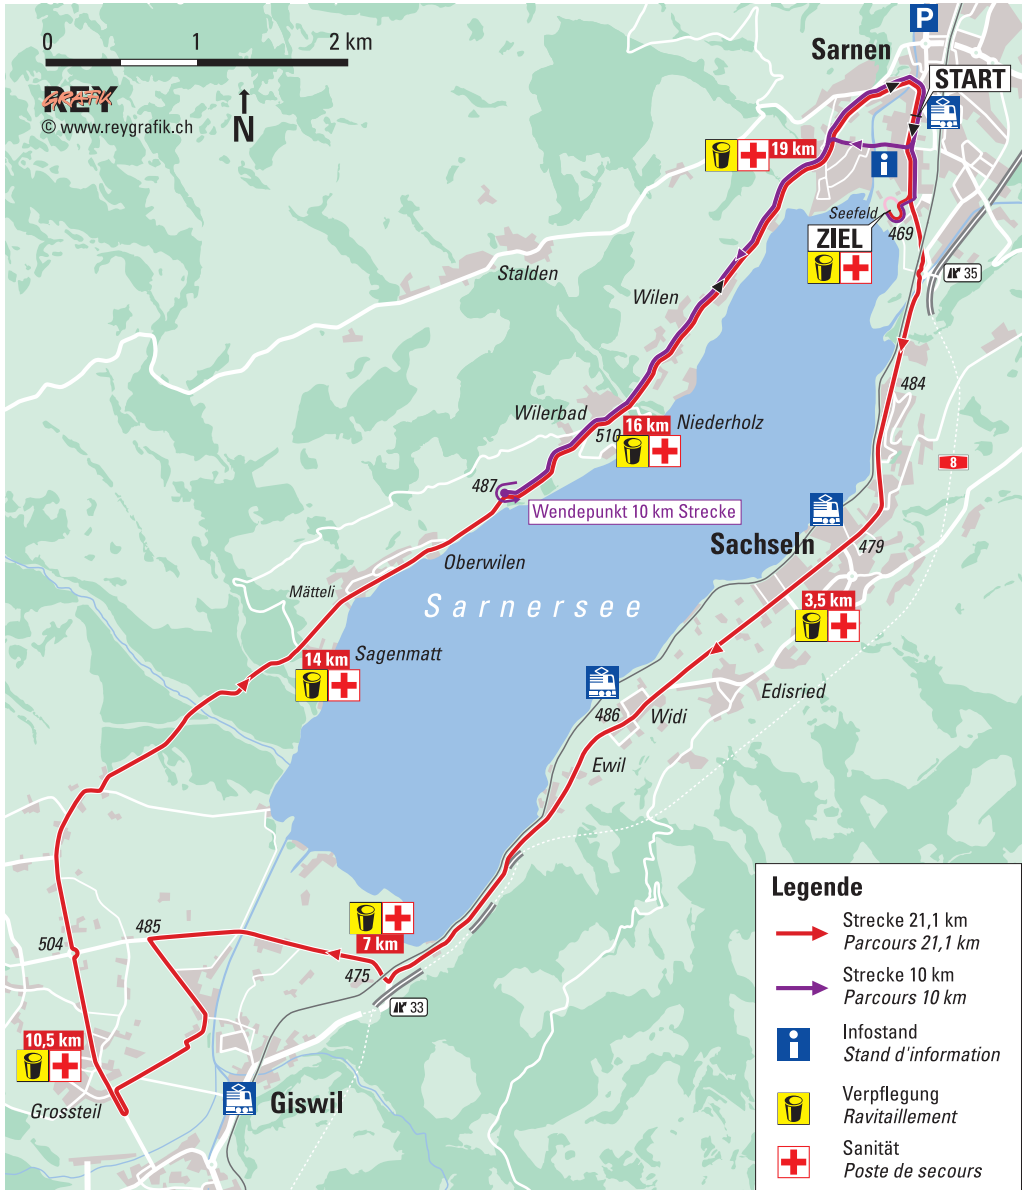 0 1 2 km
REY
GRAFIK
© www.reygrafik.ch
N
P
Sarnen
START
19 km
i
Seefeld
ZIEL
469
35
Stalden
Wilen
484
Wilerbad
510
16 km
Niederholz
8
487
Wendepunkt 10 km Strecke
Sachseln
479
Oberwilen
Mätteli
Sarnersee
3,5 km
14 km
Sagenmatt
Edisried
486
Widi
Ewil
7 km
485
504
475
33
10,5 km
Grossteil
Giswil
Legende
Strecke 21,1 km
Parcours 21,1 km
Strecke 10 km
Parcours 10 km
i
Infostand
Stand d'information
Verpflegung
Ravitaillement
Sanität
Poste de secours